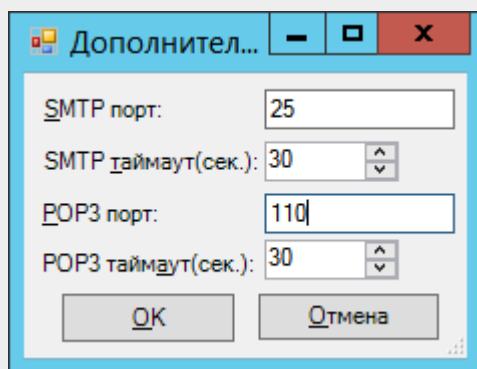 Дополнител...
SMTP порт: 25
SMTP таймаут(сек.): 30
POP3 порт: 110
POP3 таймаут(сек.): 30
OK Отмена